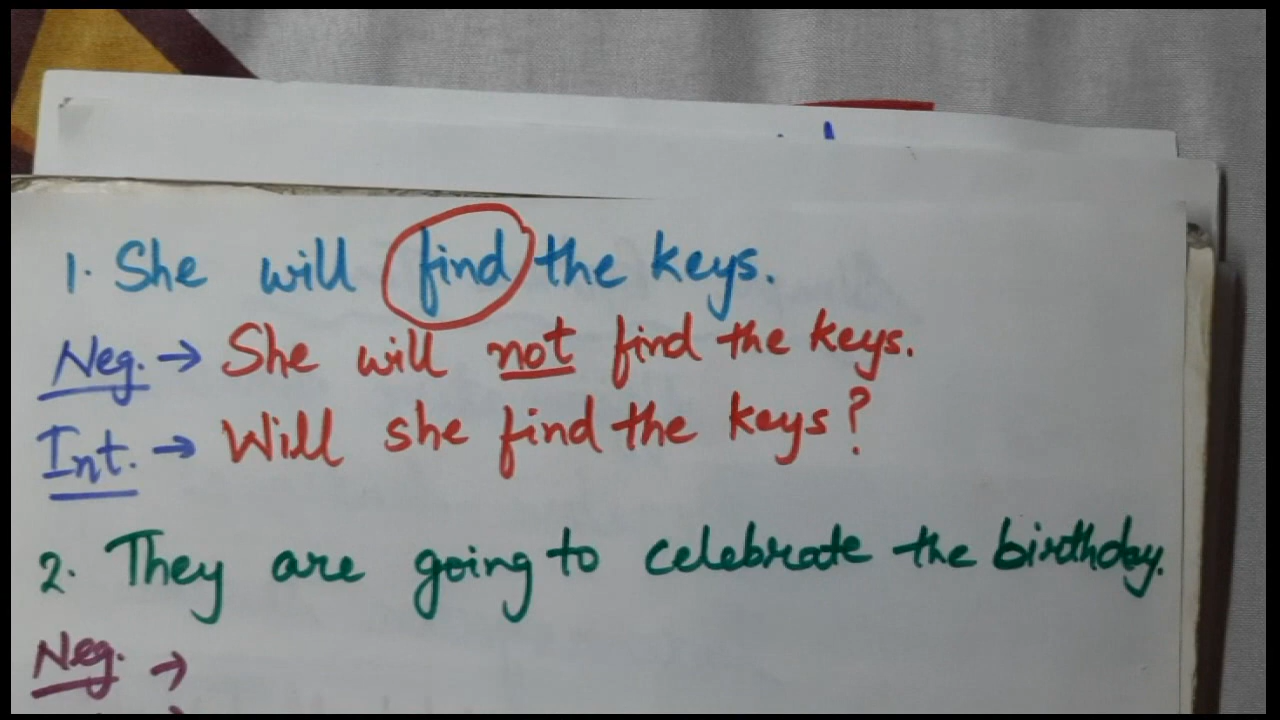 1. She will find the keys.
Neg. → She will not find the keys.
Int. → Will she find the keys?
2. They are going to celebrate the birthday.
Neg. →